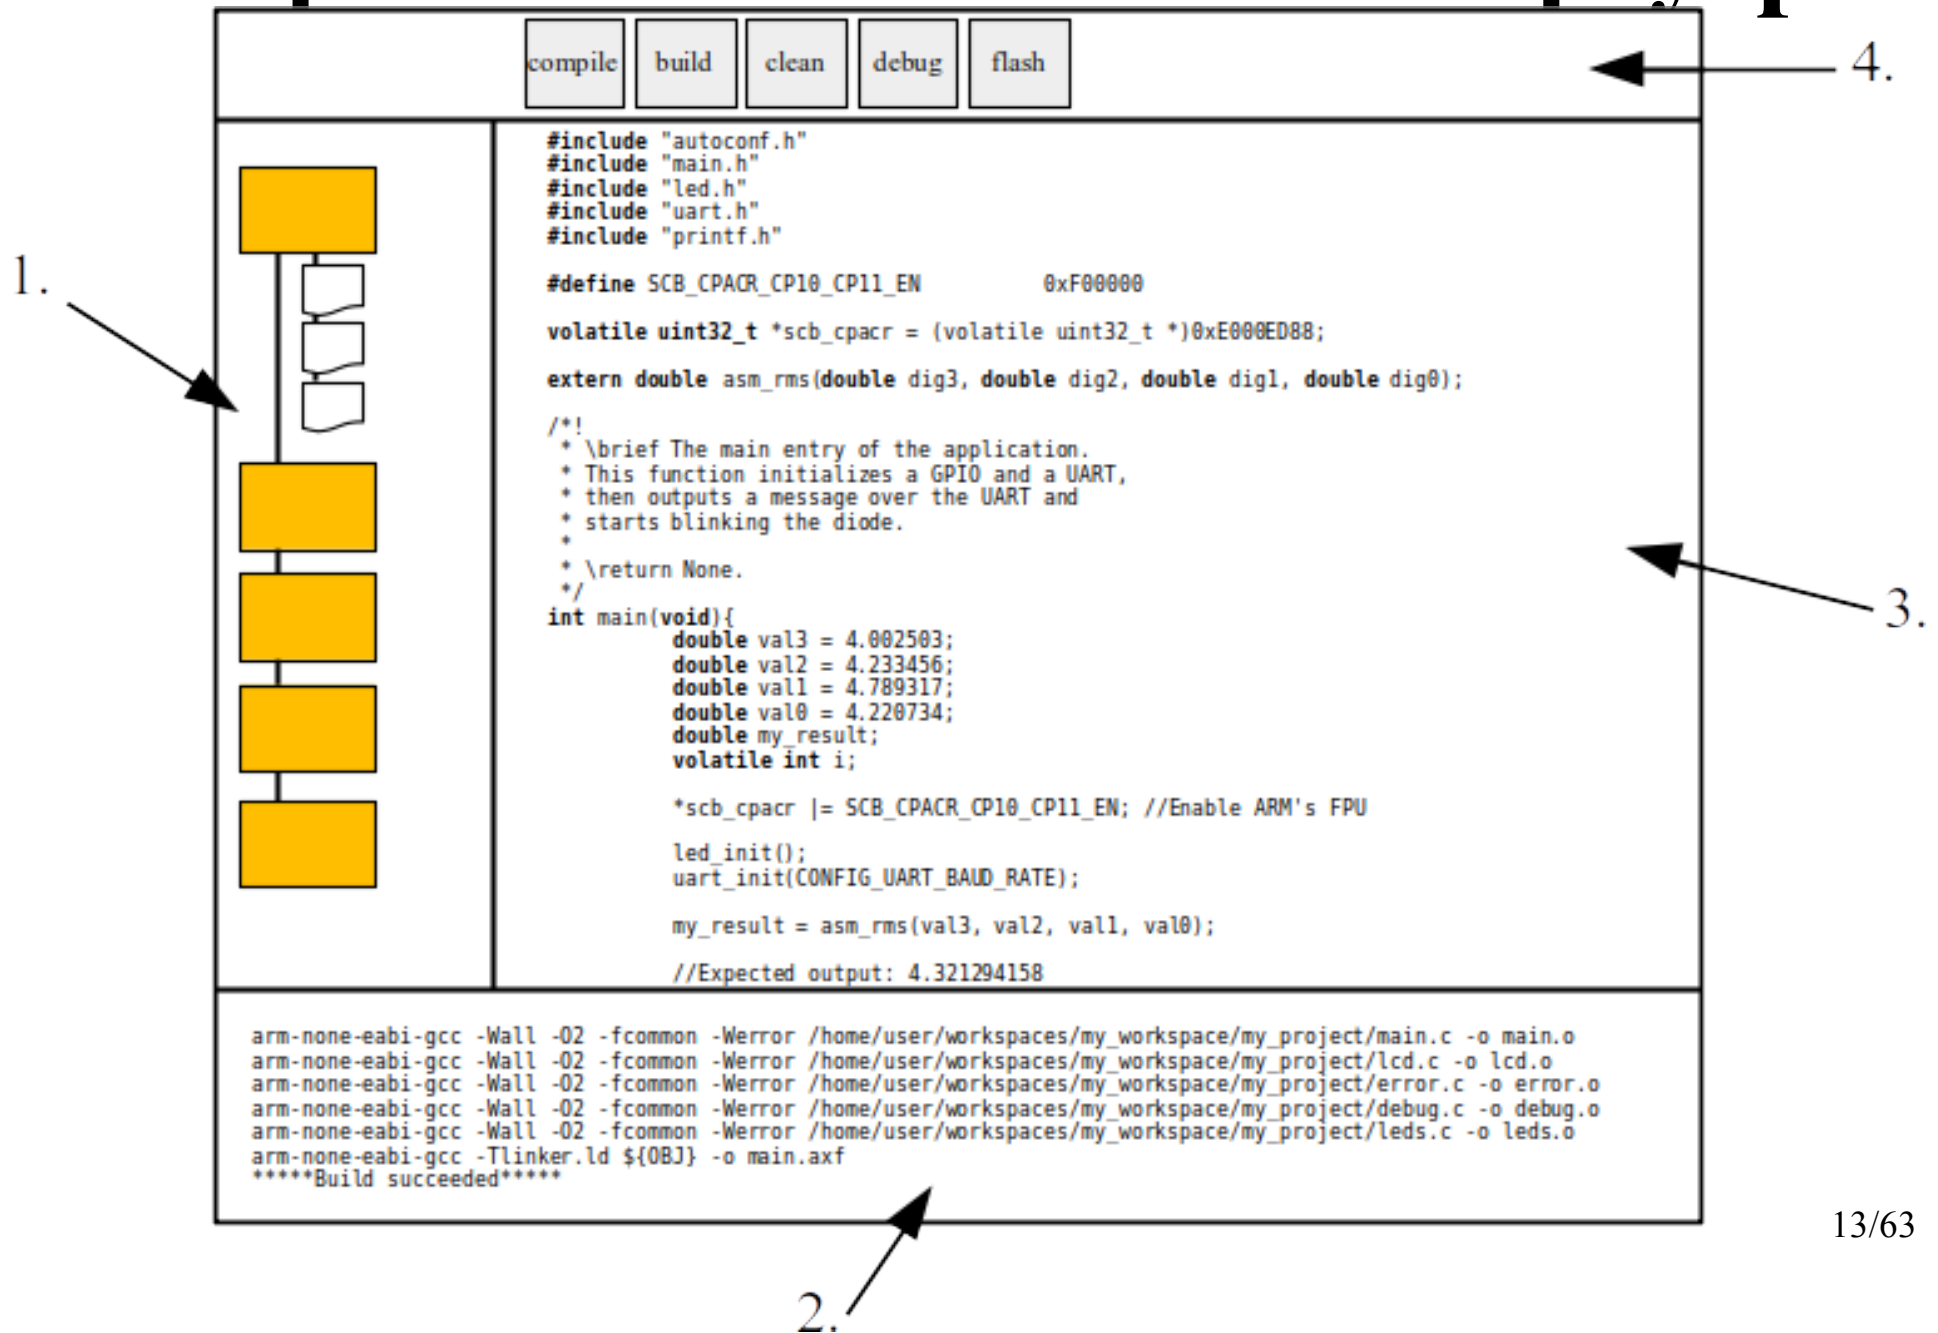 compile build clean debug flash
4.
#include "autoconf.h"
#include "main.h"
#include "led.h"
#include "uart.h"
#include "printf.h"
1.
#define SCB_CPACR_CP10_CP11_EN 0xF00000
volatile uint32_t *scb_cpacr = (volatile uint32_t *)0xE000ED88;
extern double asm_rms(double dig3, double dig2, double dig1, double dig0);
/*!
* \brief The main entry of the application.
* This function initializes a GPIO and a UART,
* then outputs a message over the UART and
* starts blinking the diode.
*
* \return None.
*/
3.
int main(void){
double val3 = 4.002503;
double val2 = 4.233456;
double val1 = 4.789317;
double val0 = 4.220734;
double my_result;
volatile int i;
*scb_cpacr |= SCB_CPACR_CP10_CP11_EN; //Enable ARM's FPU
led_init();
uart_init(CONFIG_UART_BAUD_RATE);
my_result = asm_rms(val3, val2, val1, val0);
//Expected output: 4.321294158
arm-none-eabi-gcc -Wall -O2 -fcommon -Werror /home/user/workspaces/my_workspace/my_project/main.c -o main.o
arm-none-eabi-gcc -Wall -O2 -fcommon -Werror /home/user/workspaces/my_workspace/my_project/lcd.c -o lcd.o
arm-none-eabi-gcc -Wall -O2 -fcommon -Werror /home/user/workspaces/my_workspace/my_project/error.c -o error.o
arm-none-eabi-gcc -Wall -O2 -fcommon -Werror /home/user/workspaces/my_workspace/my_project/debug.c -o debug.o
arm-none-eabi-gcc -Wall -O2 -fcommon -Werror /home/user/workspaces/my_workspace/my_project/leds.c -o leds.o
arm-none-eabi-gcc -Tlinker.ld ${OBJ} -o main.axf
*****Build succeeded*****
13/63
2.